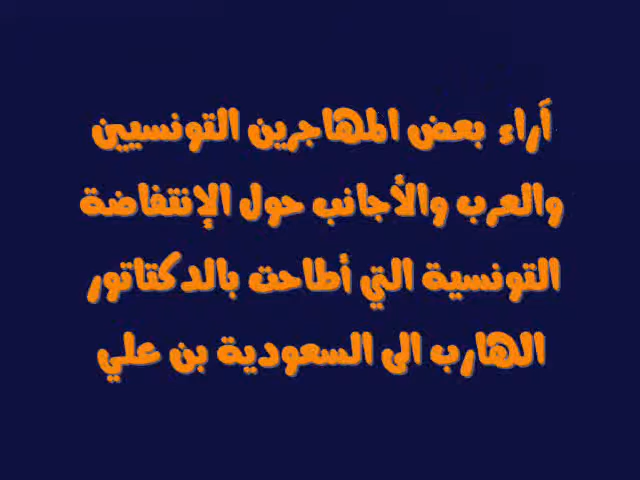 أراء بعض المهاجرين التونسيين
والعرب والأجانب حول الإنتفاضة
التونسية التي أطاحت بالدكتاتور
الهارب الى السعودية بن علي